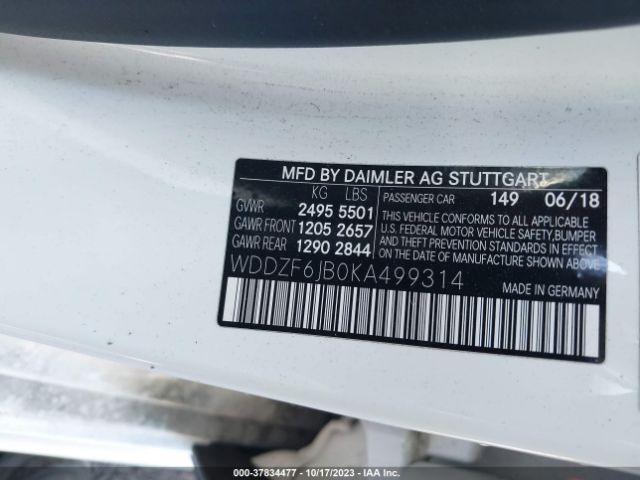 MFD BY DAIMLER AG STUTTGART
KG LBS
GVWR 2495 5501
GAWR FRONT 1205 2657
GAWR REAR 1290 2844
PASSENGER CAR 149 06/18
THIS VEHICLE CONFORMS TO ALL APPLICABLE
U.S. FEDERAL MOTOR VEHICLE SAFETY, BUMPER
AND THEFT PREVENTION STANDARDS IN EFFECT
ON THE DATE OF MANUFACTURE SHOWN ABOVE.
WDDZF6JB0KA499314
MADE IN GERMANY
000-37834477 - 10/17/2023 - IAA Inc.